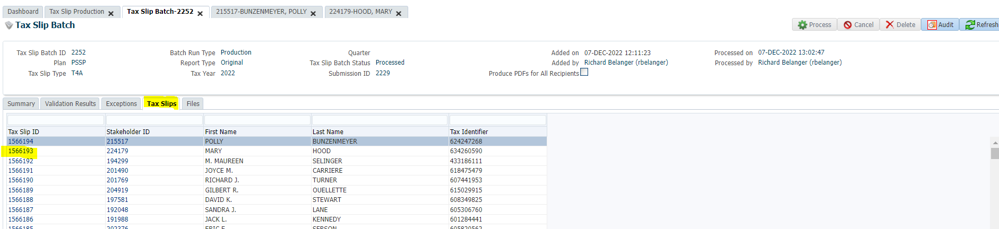 Dashboard Tax Slip Production Tax Slip Batch-2252 215517-BUNZENMEYER, POLLY 224179-HOOD, MARY
Tax Slip Batch Process Cancel Delete Audit Refresh
Tax Slip Batch ID 2252 Batch Run Type Production Quarter Added on 07-DEC-2022 12:11:23 Processed on 07-DEC-2022 13:02:47
Plan PSSP Report Type Original Tax Slip Batch Status Processed Added by Richard Belanger (rbelanger) Processed by Richard Belanger (rbelanger)
Tax Slip Type T4A Tax Year 2022 Submission ID 2229 Produce PDFs for All Recipients
Summary Validation Results Exceptions Tax Slips Files
Tax Slip ID Stakeholder ID First Name Last Name Tax Identifier
1566194 215517 POLLY BUNZENMEYER 624247268
1566193 224179 MARY HOOD 634260590
1566192 194299 M. MAUREEN SELINGER 433186111
1566191 201490 JOYCE M. CARRIERE 618475479
1566190 201769 RICHARD J. TURNER 607441953
1566189 204919 GILBERT R. OUELLETTE 615029915
1566188 197581 DAVID K. STEWART 608349825
1566187 192048 SANDRA J. LANE 605306760
1566186 191988 JACK L. KENNEDY 601284441
1566185 202376 ERIC F. SERSON 605820562